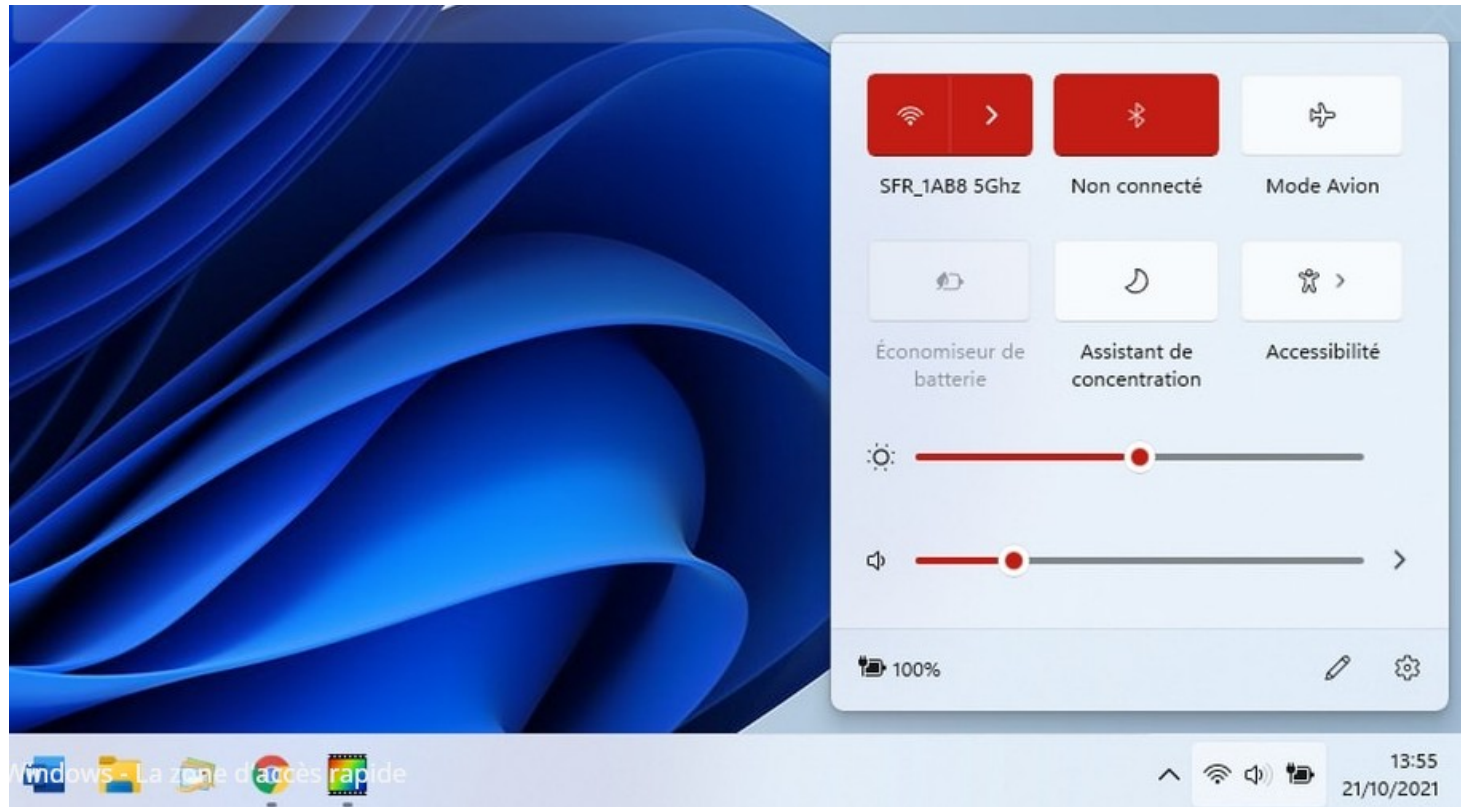 SFR_1AB8 5Ghz
Non connecté
Mode Avion
Économiseur de
batterie
Assistant de
concentration
Accessibilité
100%
Windows - La zone d'accès rapide
13:55
21/10/2021